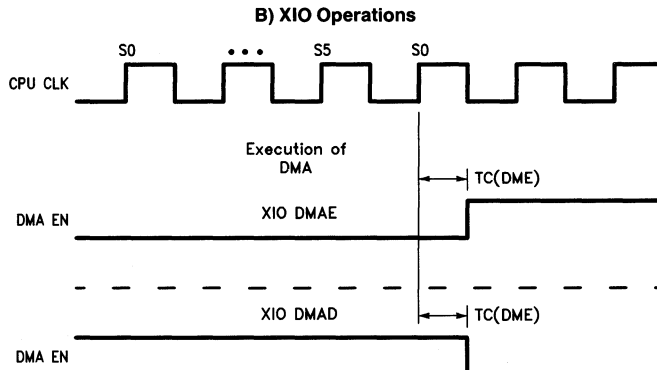 B) XIO Operations
S0 • • • S5 S0
CPU CLK
Execution of
DMA
TC(DME)
XIO DMAE
DMA EN
XIO DMAD
TC(DME)
DMA EN